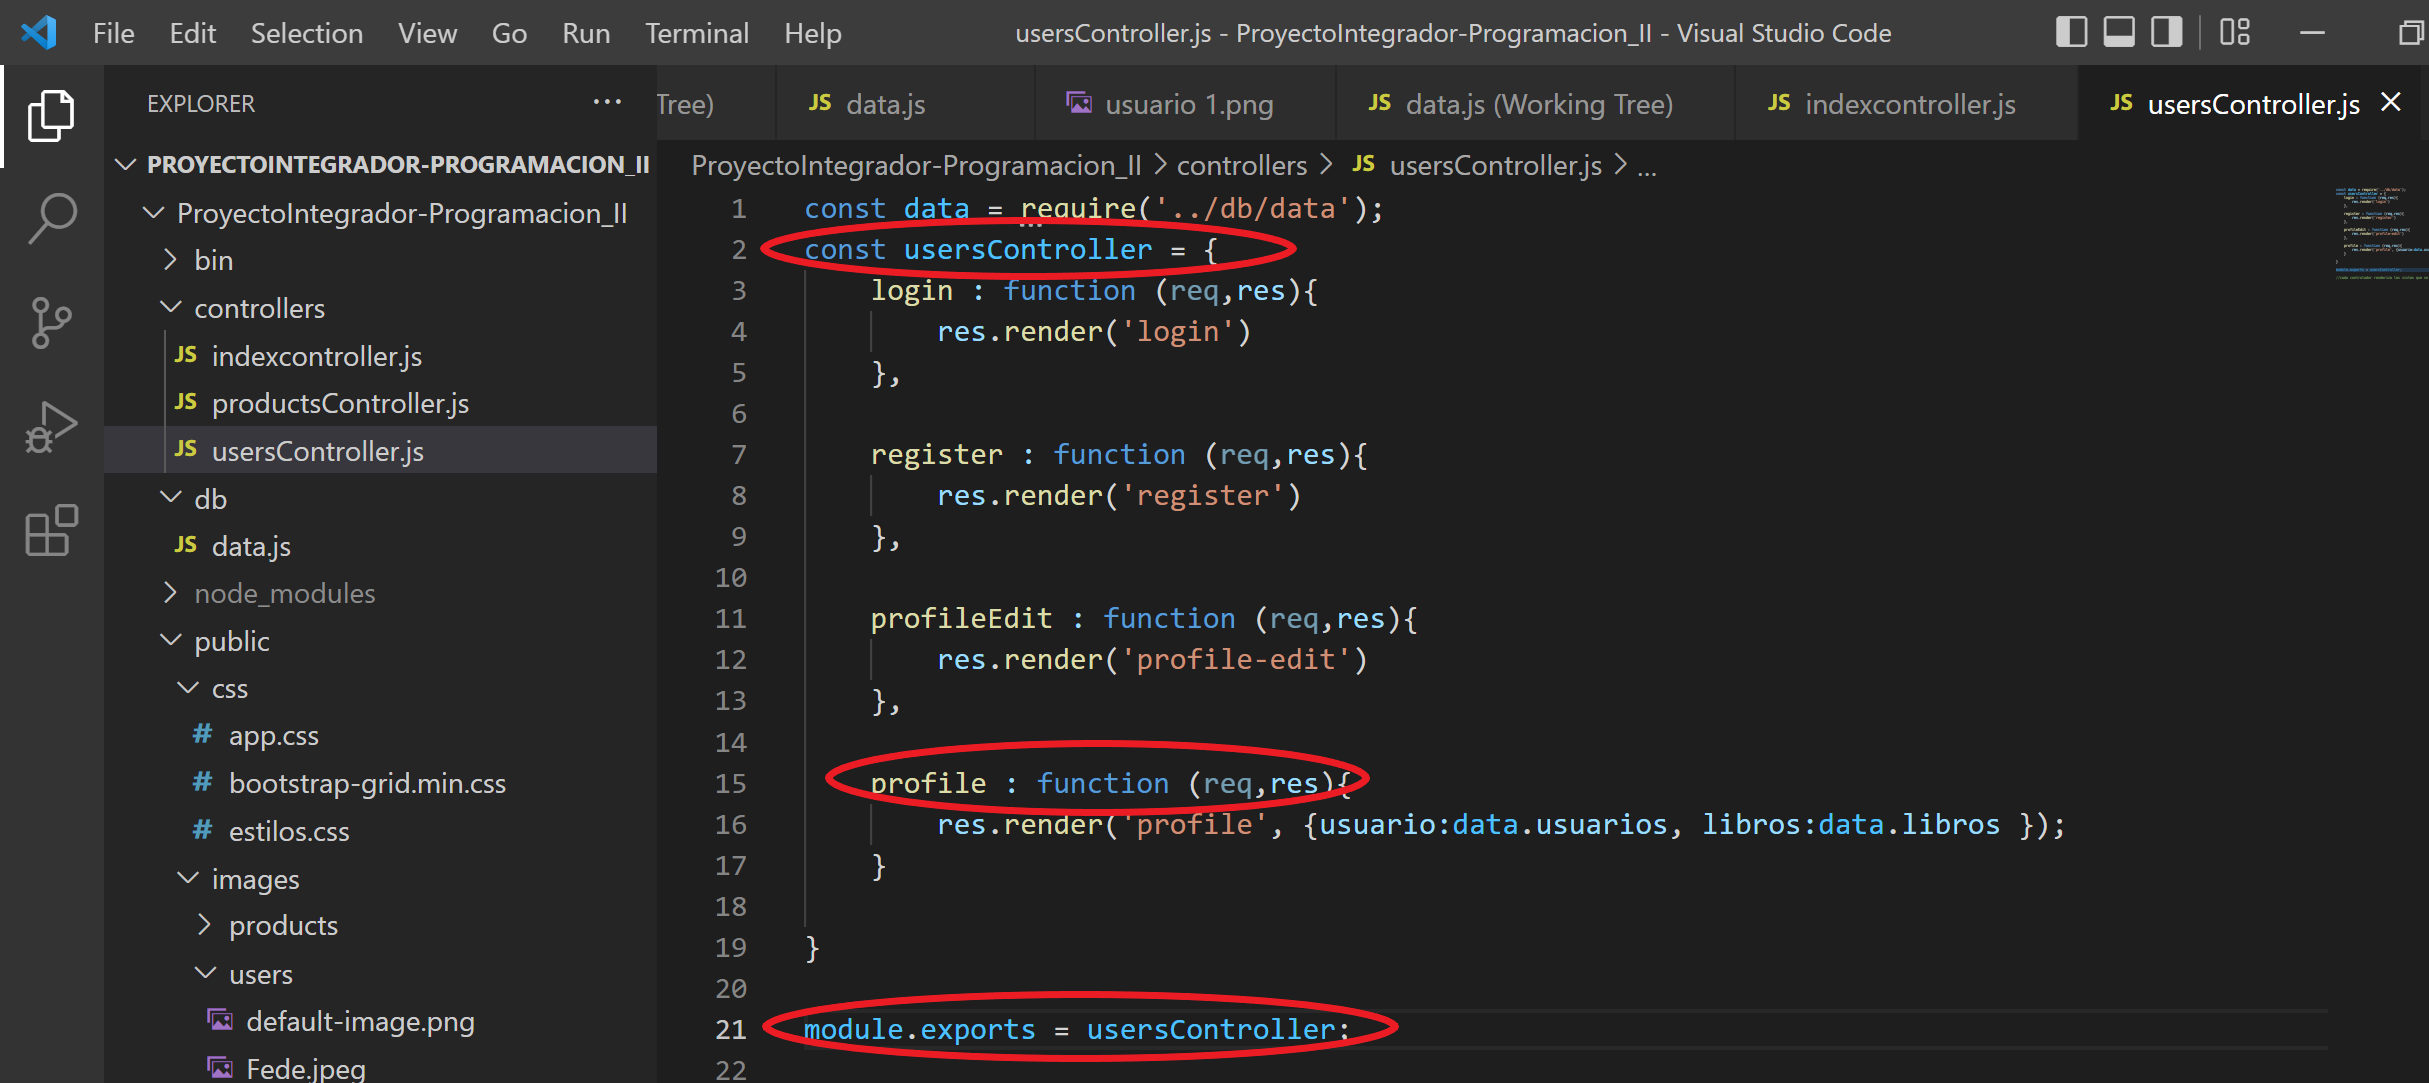 File Edit Selection View Go Run Terminal Help
usersController.js - ProyectoIntegrador-Programacion_II - Visual Studio Code
EXPLORER
PROYECTOINTEGRADOR-PROGRAMACION_II
ProyectoIntegrador-Programacion_II
bin
controllers
JS indexcontroller.js
JS productsController.js
JS usersController.js
db
JS data.js
node_modules
public
css
# app.css
# bootstrap-grid.min.css
# estilos.css
images
products
users
default-image.png
Fede.jpeg
Tree)
JS data.js
usuario 1.png
JS data.js (Working Tree)
JS indexcontroller.js
JS usersController.js
ProyectoIntegrador-Programacion_II > controllers > JS usersController.js > ...
1 const data = require('../db/data');
2 const usersController = {
3 login : function (req,res){
4 res.render('login')
5 },
6
7 register : function (req,res){
8 res.render('register')
9 },
10
11 profileEdit : function (req,res){
12 res.render('profile-edit')
13 },
14
15 profile : function (req,res){
16 res.render('profile', {usuario:data.usuarios, libros:data.libros });
17 }
18
19 }
20
21 module.exports = usersController;
22